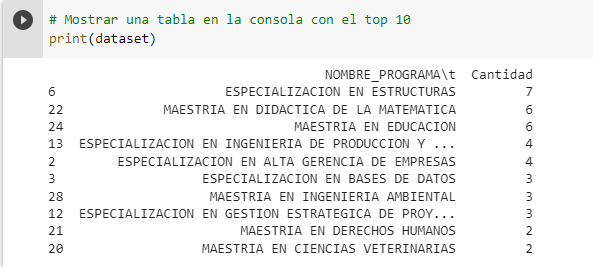 # Mostrar una tabla en la consola con el top 10
print(dataset)
NOMBRE_PROGRAMA\t Cantidad
6 ESPECIALIZACION EN ESTRUCTURAS 7
22 MAESTRIA EN DIDACTICA DE LA MATEMATICA 6
24 MAESTRIA EN EDUCACION 6
13 ESPECIALIZACION EN INGENIERIA DE PRODUCCION Y ... 4
2 ESPECIALIZACION EN ALTA GERENCIA DE EMPRESAS 4
3 ESPECIALIZACION EN BASES DE DATOS 3
28 MAESTRIA EN INGENIERIA AMBIENTAL 3
12 ESPECIALIZACION EN GESTION ESTRATEGICA DE PROY... 3
21 MAESTRIA EN DERECHOS HUMANOS 2
20 MAESTRIA EN CIENCIAS VETERINARIAS 2